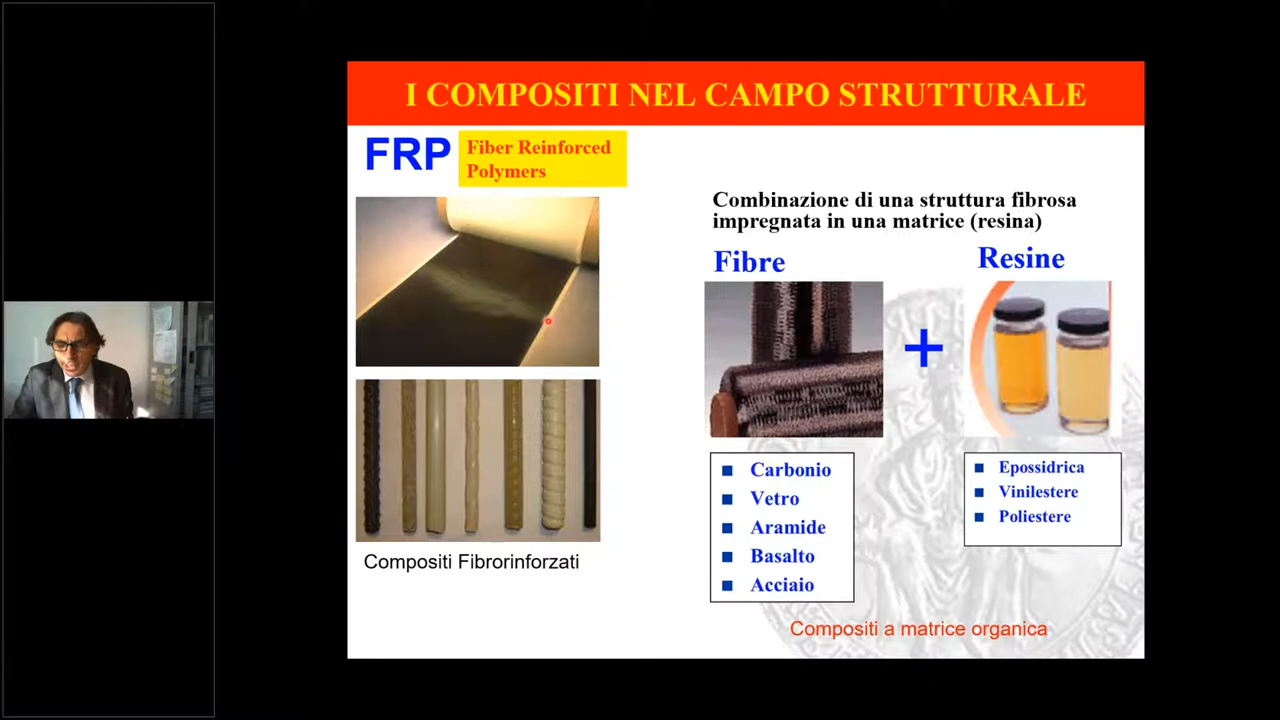 I COMPOSITI NEL CAMPO STRUTTURALE
FRP
Fiber Reinforced
Polymers
Combinazione di una struttura fibrosa
impregnata in una matrice (resina)
Fibre
Resine
+
Carbonio
Vetro
Aramide
Basalto
Acciaio
Epossidrica
Vinilestere
Poliestere
Compositi Fibrorinforzati
Compositi a matrice organica